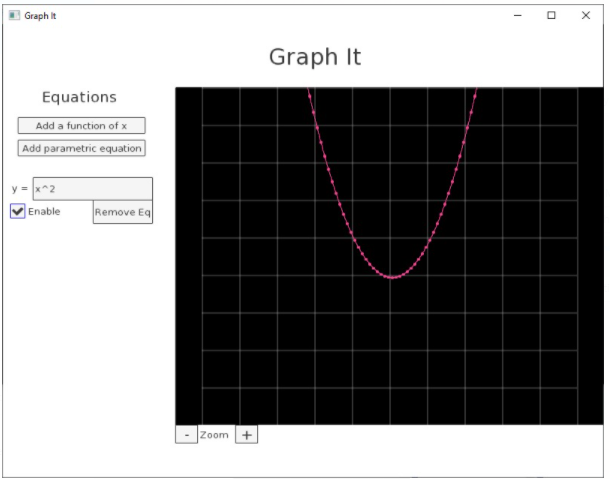 Graph It
Graph It
Equations
Add a function of x
Add parametric equation
y = x^2
Enable
Remove Eq
- Zoom +